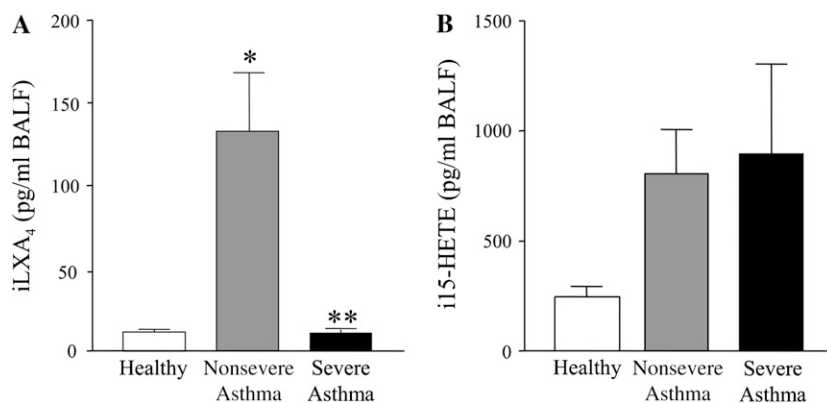 A
iLXA4 (pg/ml BALF)
200
150
100
50
0
*
**
Healthy
Nonsevere
Asthma
Severe
Asthma
B
i15-HETE (pg/ml BALF)
1500
1000
500
0
Healthy
Nonsevere
Asthma
Severe
Asthma